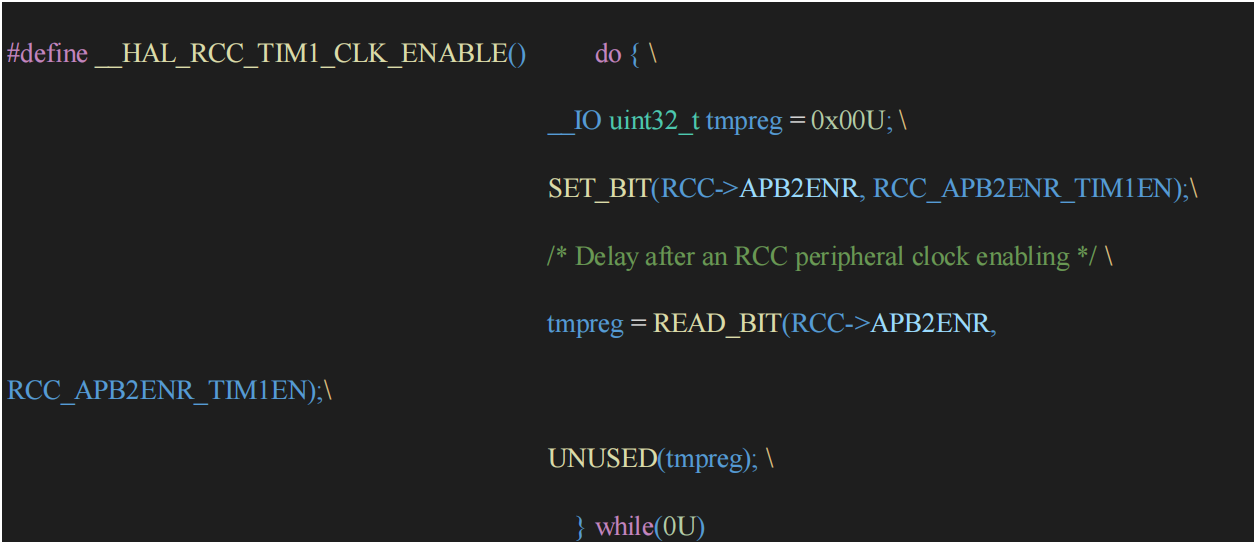 #define __HAL_RCC_TIM1_CLK_ENABLE() do { \
__IO uint32_t tmpreg = 0x00U; \
SET_BIT(RCC->APB2ENR, RCC_APB2ENR_TIM1EN);\
/* Delay after an RCC peripheral clock enabling */ \
tmpreg = READ_BIT(RCC->APB2ENR,
RCC_APB2ENR_TIM1EN);\
UNUSED(tmpreg); \
} while(0U)